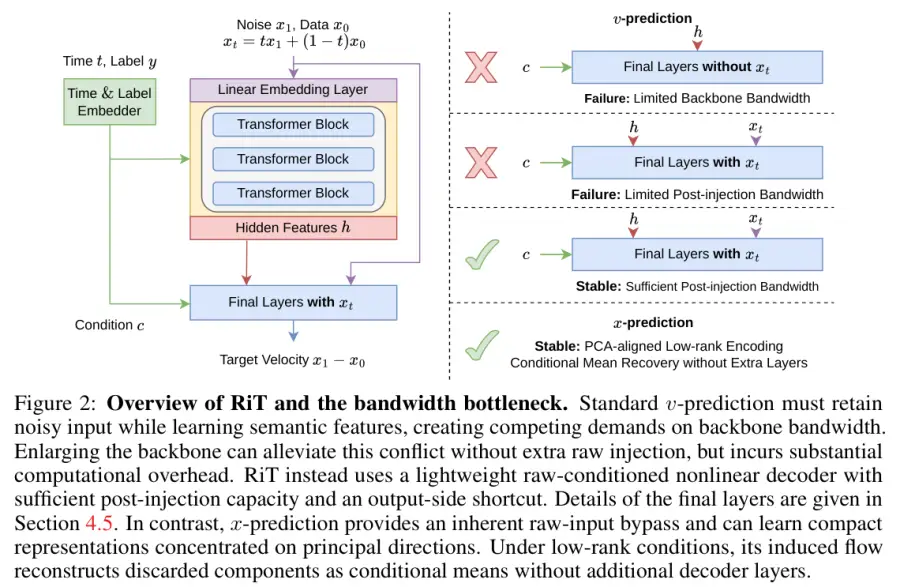 Noise x₁, Data x₀
xₜ = tx₁ + (1 − t)x₀
Time t, Label y
Time & Label
Embedder
Linear Embedding Layer
Transformer Block
Transformer Block
Transformer Block
Hidden Features h
Final Layers with xₜ
Condition c
Target Velocity x₁ − x₀
v-prediction
h
c
Final Layers without xₜ
Failure: Limited Backbone Bandwidth
h
xₜ
c
Final Layers with xₜ
Failure: Limited Post-injection Bandwidth
h
xₜ
c
Final Layers with xₜ
Stable: Sufficient Post-injection Bandwidth
x-prediction
Stable: PCA-aligned Low-rank Encoding
Conditional Mean Recovery without Extra Layers
Figure 2: Overview of RiT and the bandwidth bottleneck. Standard v-prediction must retain
noisy input while learning semantic features, creating competing demands on backbone bandwidth.
Enlarging the backbone can alleviate this conflict without extra raw injection, but incurs substantial
computational overhead. RiT instead uses a lightweight raw-conditioned nonlinear decoder with
sufficient post-injection capacity and an output-side shortcut. Details of the final layers are given in
Section 4.5. In contrast, x-prediction provides an inherent raw-input bypass and can learn compact
representations concentrated on principal directions. Under low-rank conditions, its induced flow
reconstructs discarded components as conditional means without additional decoder layers.